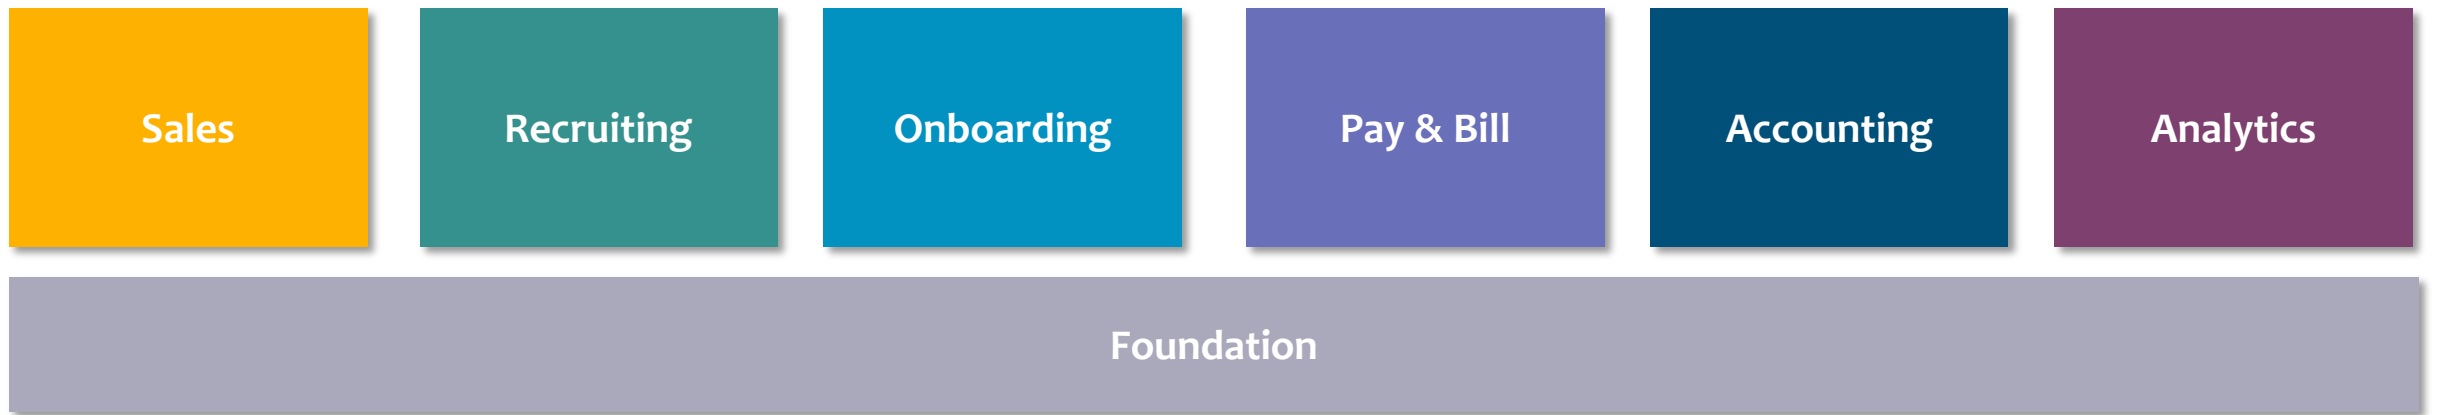 Sales
Recruiting
Onboarding
Pay & Bill
Accounting
Analytics
Foundation